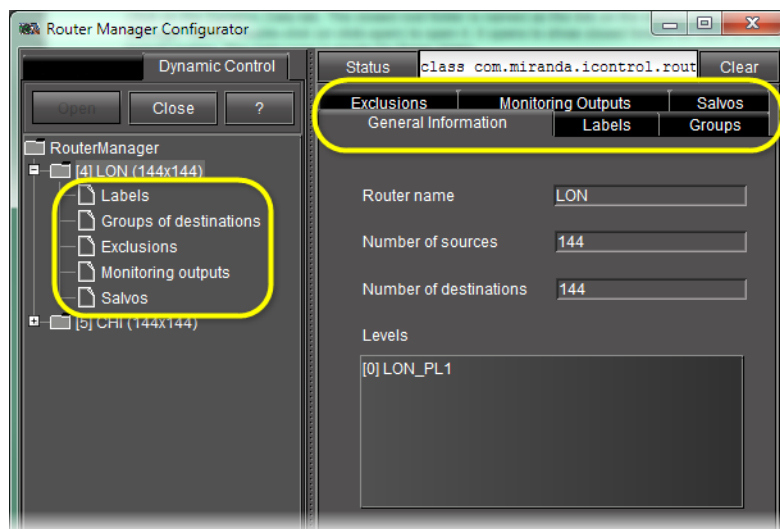 Router Manager Configurator
Dynamic Control
Open Close ?
RouterManager
[4] LON (144x144)
Labels
Groups of destinations
Exclusions
Monitoring outputs
Salvos
[5] CHI (144x144)
Status class com.miranda.icontrol.rout Clear
Exclusions Monitoring Outputs Salvos
General Information Labels Groups
Router name LON
Number of sources 144
Number of destinations 144
Levels
[0] LON_PL1